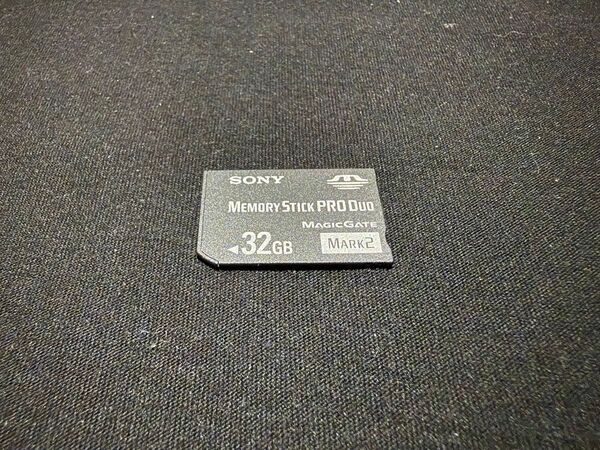 SONY
MEMORY STICK PRO DUO
MAGICGATE
32GB MARK2